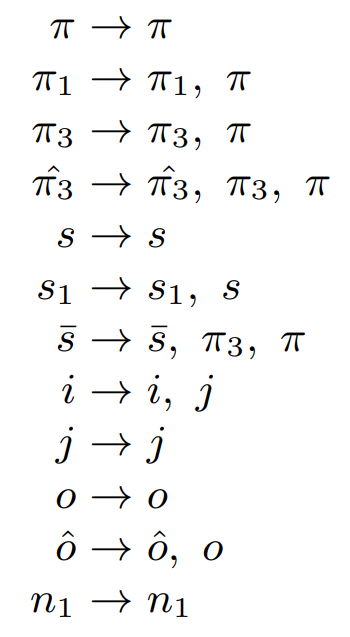 π → π
π₁ → π₁, π
π₃ → π₃, π
π̂₃ → π̂₃, π₃, π
s → s
s₁ → s₁, s
s̄ → s̄, π₃, π
i → i, j
j → j
o → o
ô → ô, o
n₁ → n₁